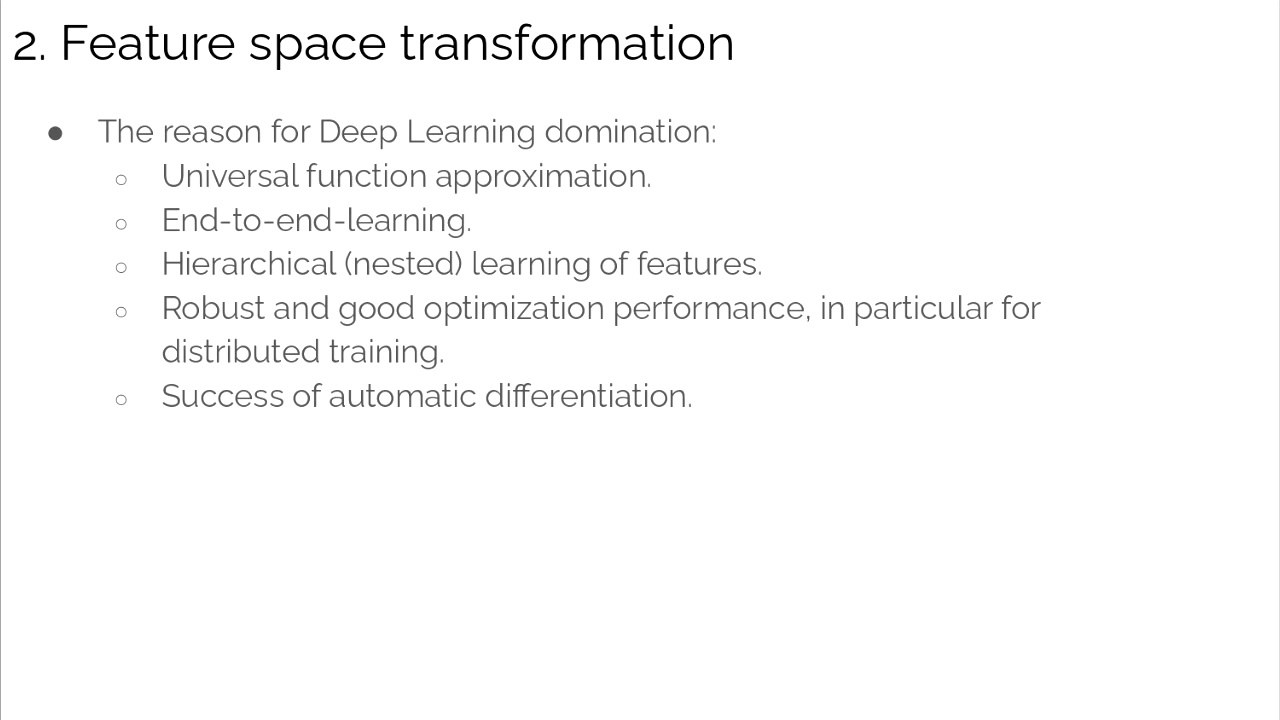 2. Feature space transformation
● The reason for Deep Learning domination:
○ Universal function approximation.
○ End-to-end-learning.
○ Hierarchical (nested) learning of features.
○ Robust and good optimization performance, in particular for
distributed training.
○ Success of automatic differentiation.